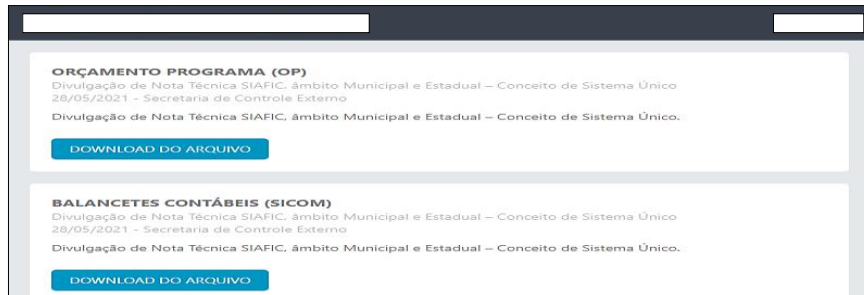 ORÇAMENTO PROGRAMA (OP)
Divulgação de Nota Técnica SIAFIC, âmbito Municipal e Estadual – Conceito de Sistema Único
28/05/2021 - Secretaria de Controle Externo
Divulgação de Nota Técnica SIAFIC, âmbito Municipal e Estadual – Conceito de Sistema Único.
DOWNLOAD DO ARQUIVO
BALANCETES CONTÁBEIS (SICOM)
Divulgação de Nota Técnica SIAFIC, âmbito Municipal e Estadual – Conceito de Sistema Único
28/05/2021 - Secretaria de Controle Externo
Divulgação de Nota Técnica SIAFIC, âmbito Municipal e Estadual – Conceito de Sistema Único.
DOWNLOAD DO ARQUIVO